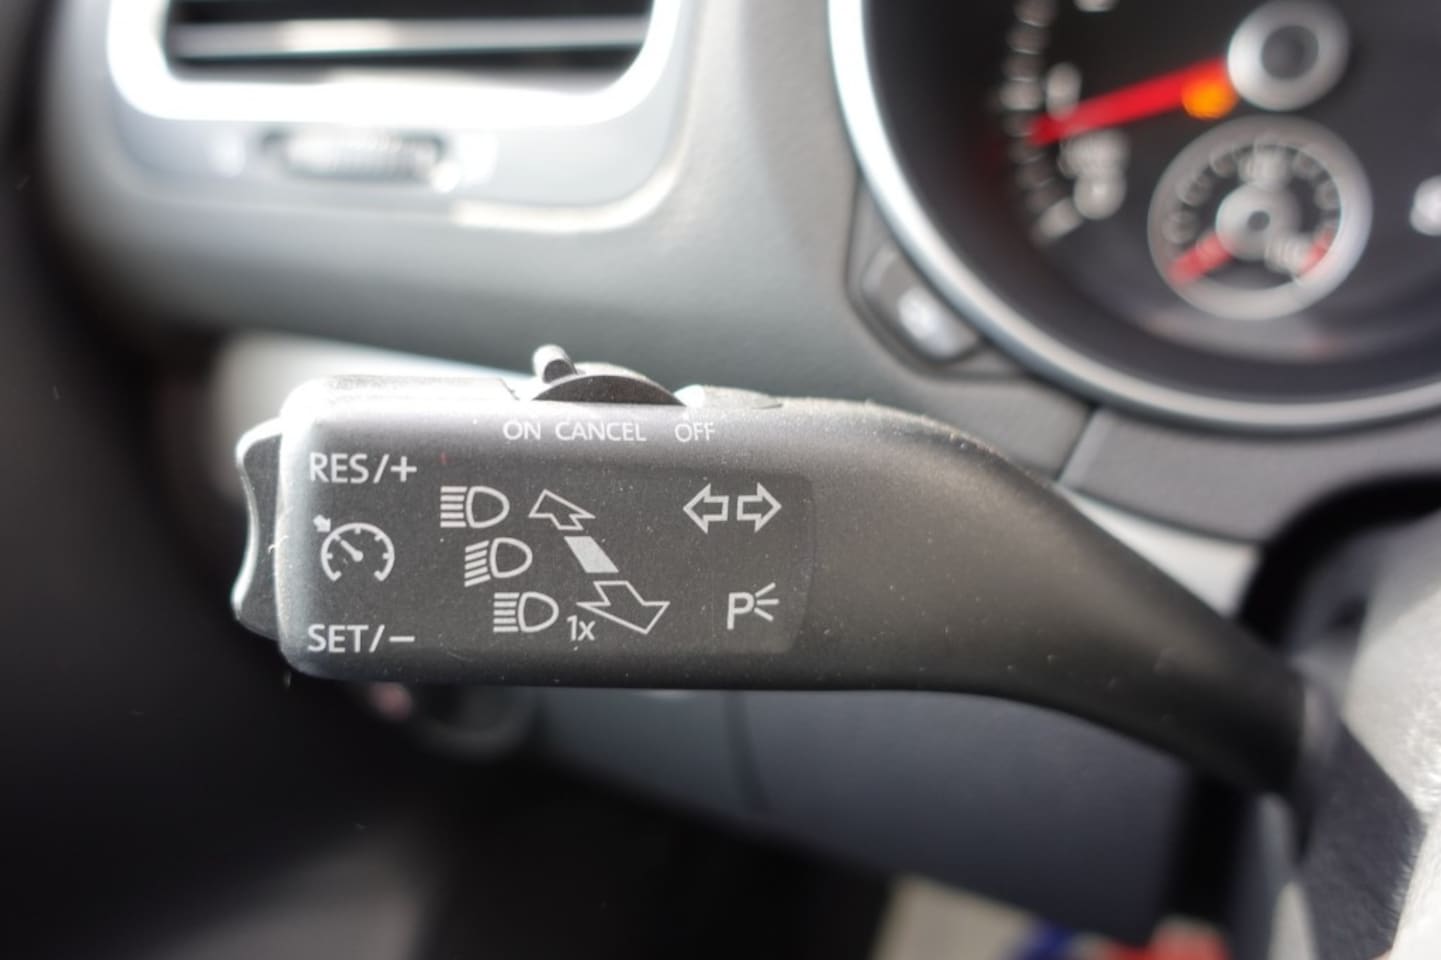 ON CANCEL OFF
RES/+
1x
P
SET/−